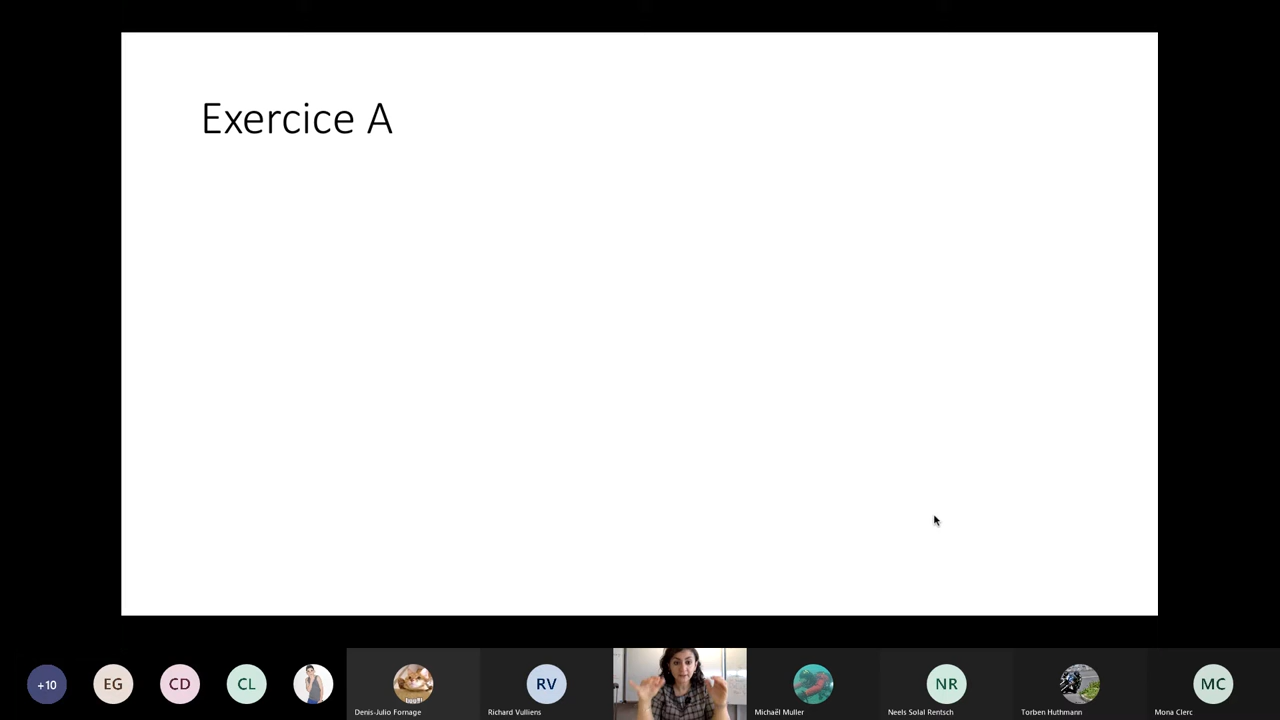 Exercice A
+10
EG
CD
CL
RV
NR
MC
Denis-Julio Fornage
Richard Vulliens
Michaël Muller
Neels Solal Rentsch
Torben Huthmann
Mona Clerc